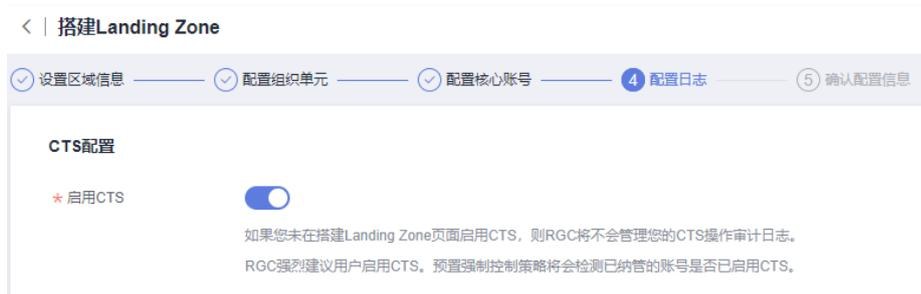 搭建Landing Zone
设置区域信息 配置组织单元 配置核心账号 4 配置日志 5 确认配置信息
CTS配置
* 启用CTS
如果您未在搭建Landing Zone页面启用CTS，则RGC将不会管理您的CTS操作审计日志。
RGC强烈建议用户启用CTS。预置强制控制策略将会检测已纳管的账号是否已启用CTS。